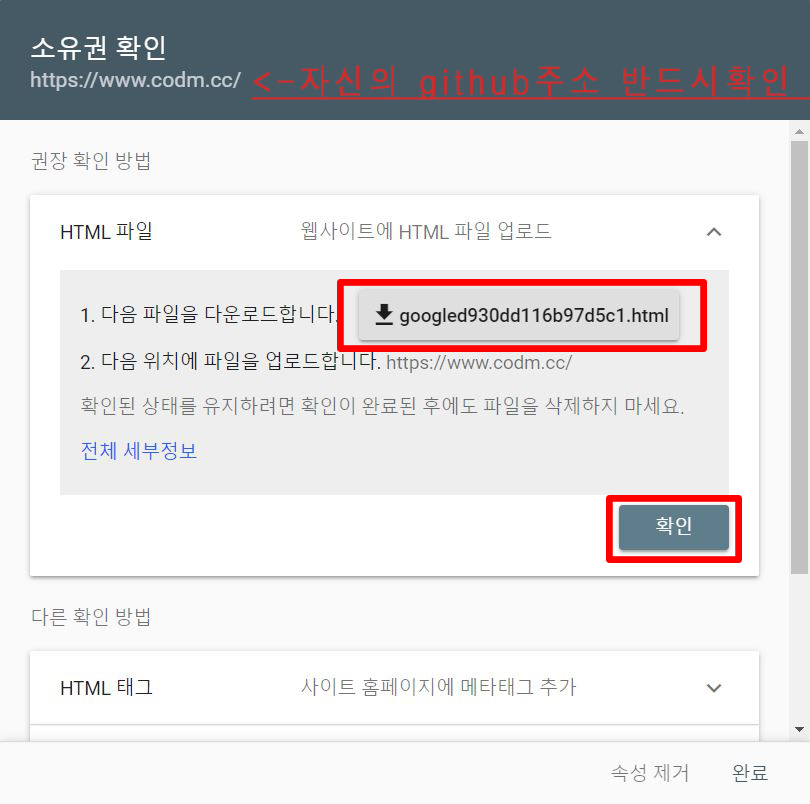 소유권 확인
https://www.codm.cc/ <-자신의 github주소 반드시확인
권장 확인 방법
HTML 파일 웹사이트에 HTML 파일 업로드
1. 다음 파일을 다운로드합니다. googled930dd116b97d5c1.html
2. 다음 위치에 파일을 업로드합니다. https://www.codm.cc/
확인된 상태를 유지하려면 확인이 완료된 후에도 파일을 삭제하지 마세요.
전체 세부정보
확인
다른 확인 방법
HTML 태그 사이트 홈페이지에 메타태그 추가
속성 제거 완료